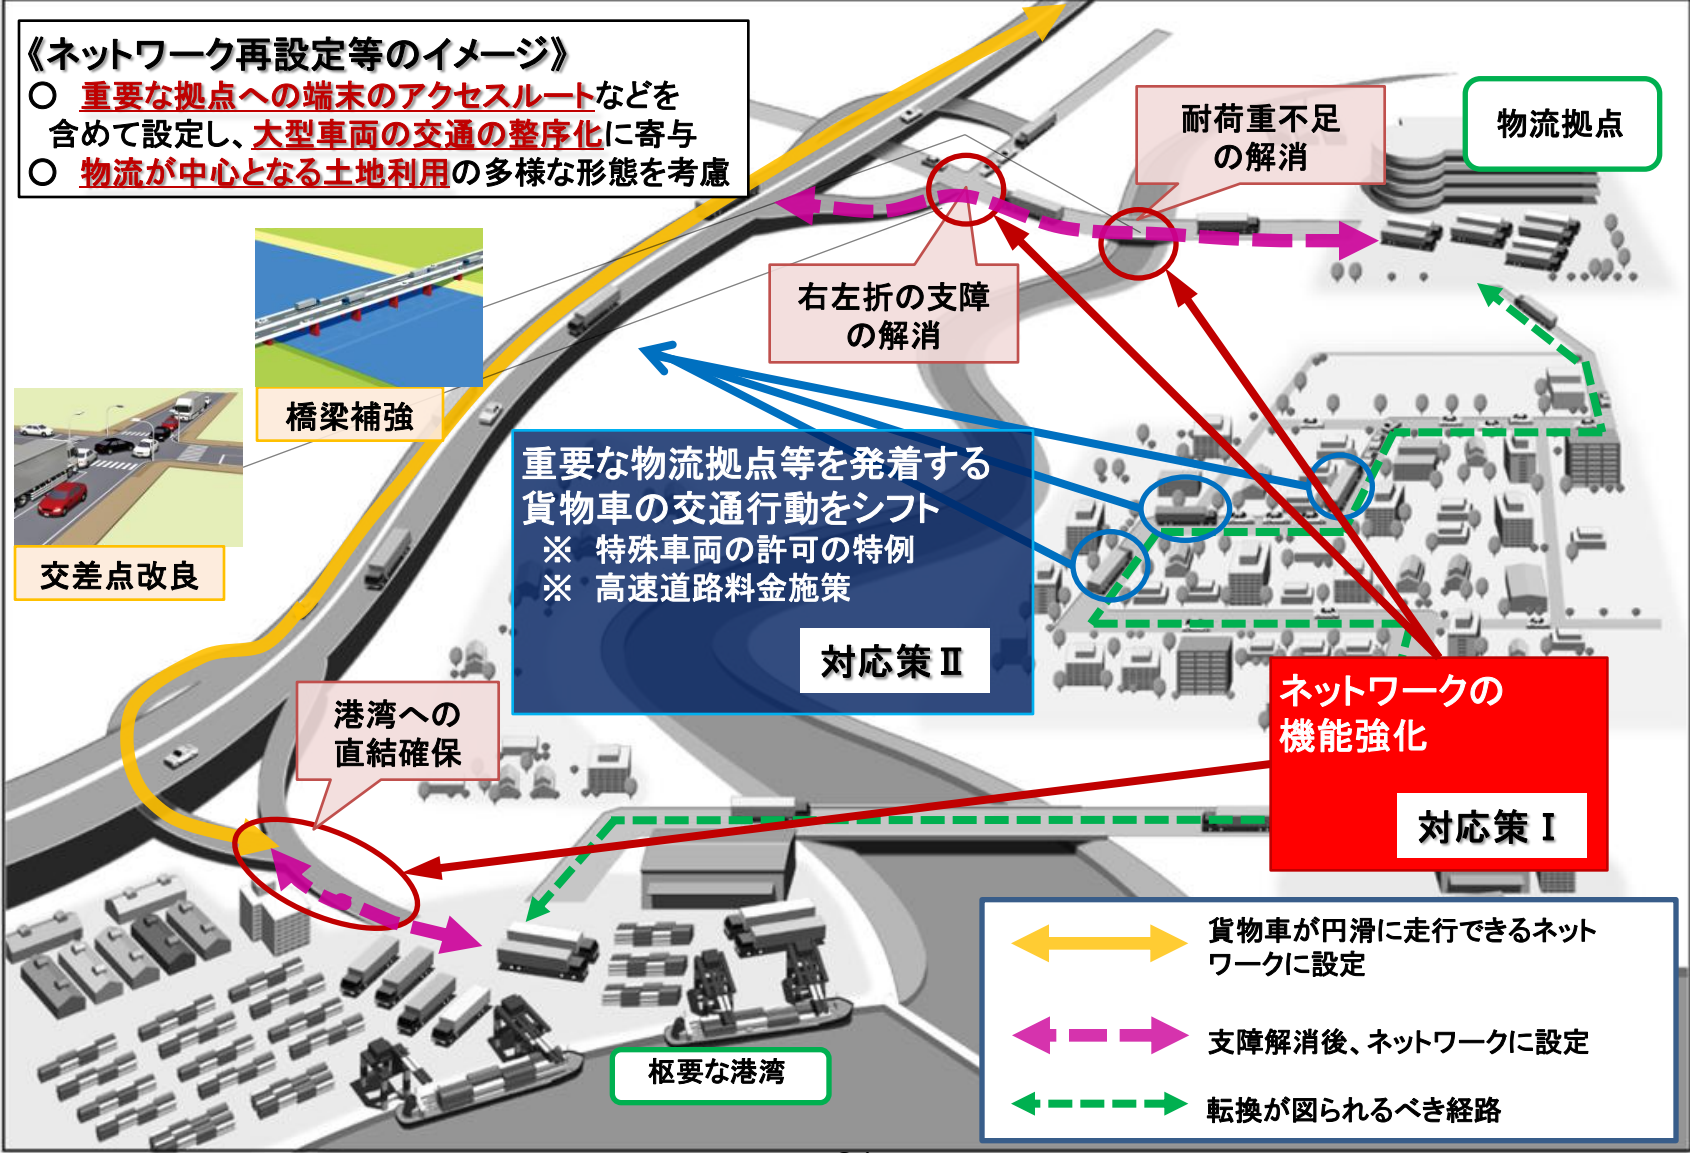 《ネットワーク再設定等のイメージ》
○ 重要な拠点への端末のアクセスルートなどを
含めて設定し、大型車両の交通の整序化に寄与
○ 物流が中心となる土地利用の多様な形態を考慮
耐荷重不足
の解消
物流拠点
右左折の支障
の解消
橋梁補強
交差点改良
重要な物流拠点等を発着する
貨物車の交通行動をシフト
※ 特殊車両の許可の特例
※ 高速道路料金施策
対応策Ⅱ
港湾への
直結確保
ネットワークの
機能強化
対応策Ⅰ
枢要な港湾
貨物車が円滑に走行できるネット
ワークに設定
支障解消後、ネットワークに設定
転換が図られるべき経路